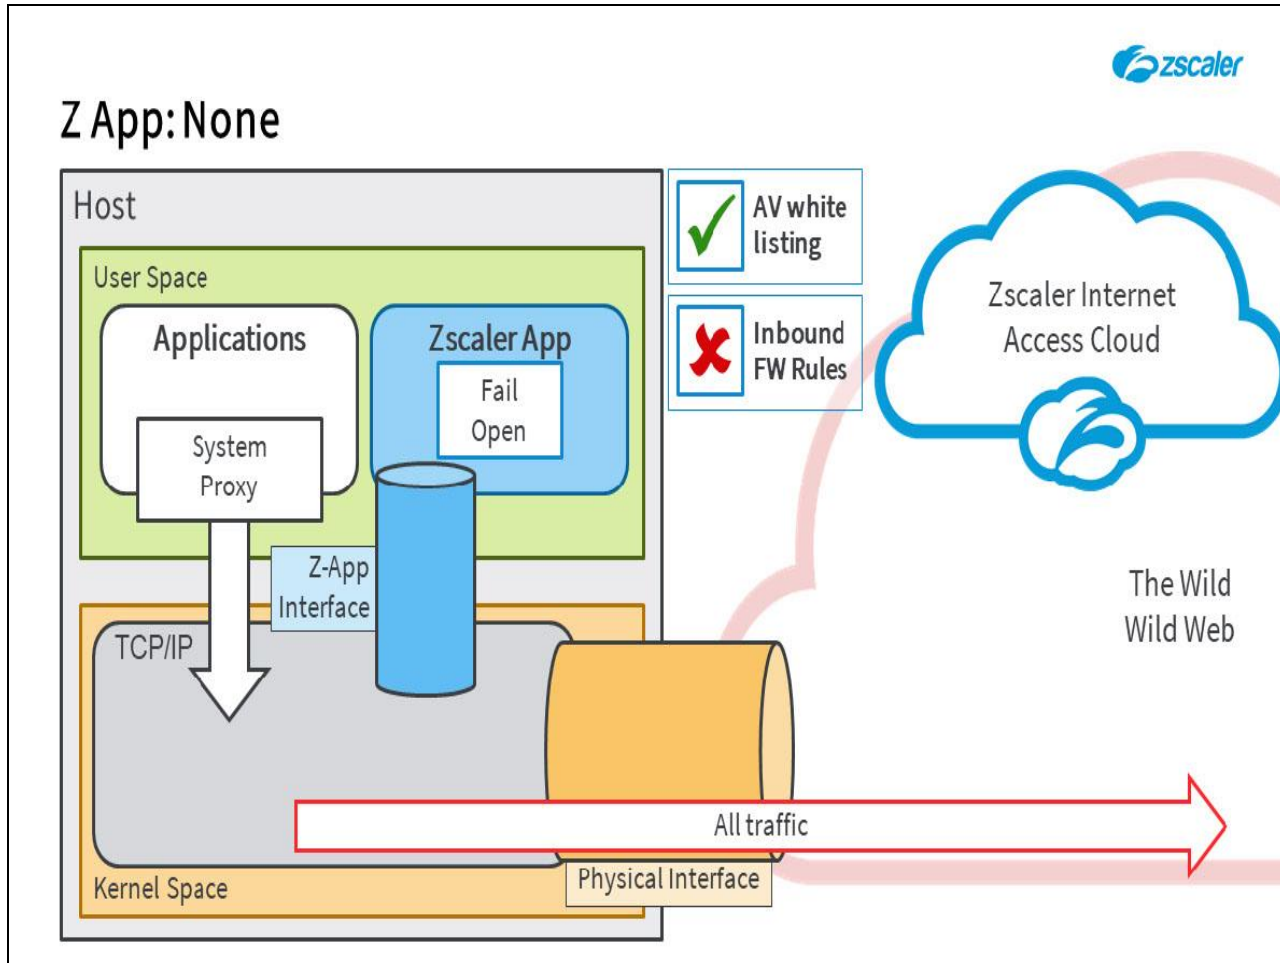 zscaler
Z App: None
Host
User Space
Applications
System
Proxy
Zscaler App
Fail
Open
Z-App
Interface
TCP/IP
Kernel Space
Physical Interface
All traffic
AV white
listing
Inbound
FW Rules
Zscaler Internet
Access Cloud
The Wild
Wild Web